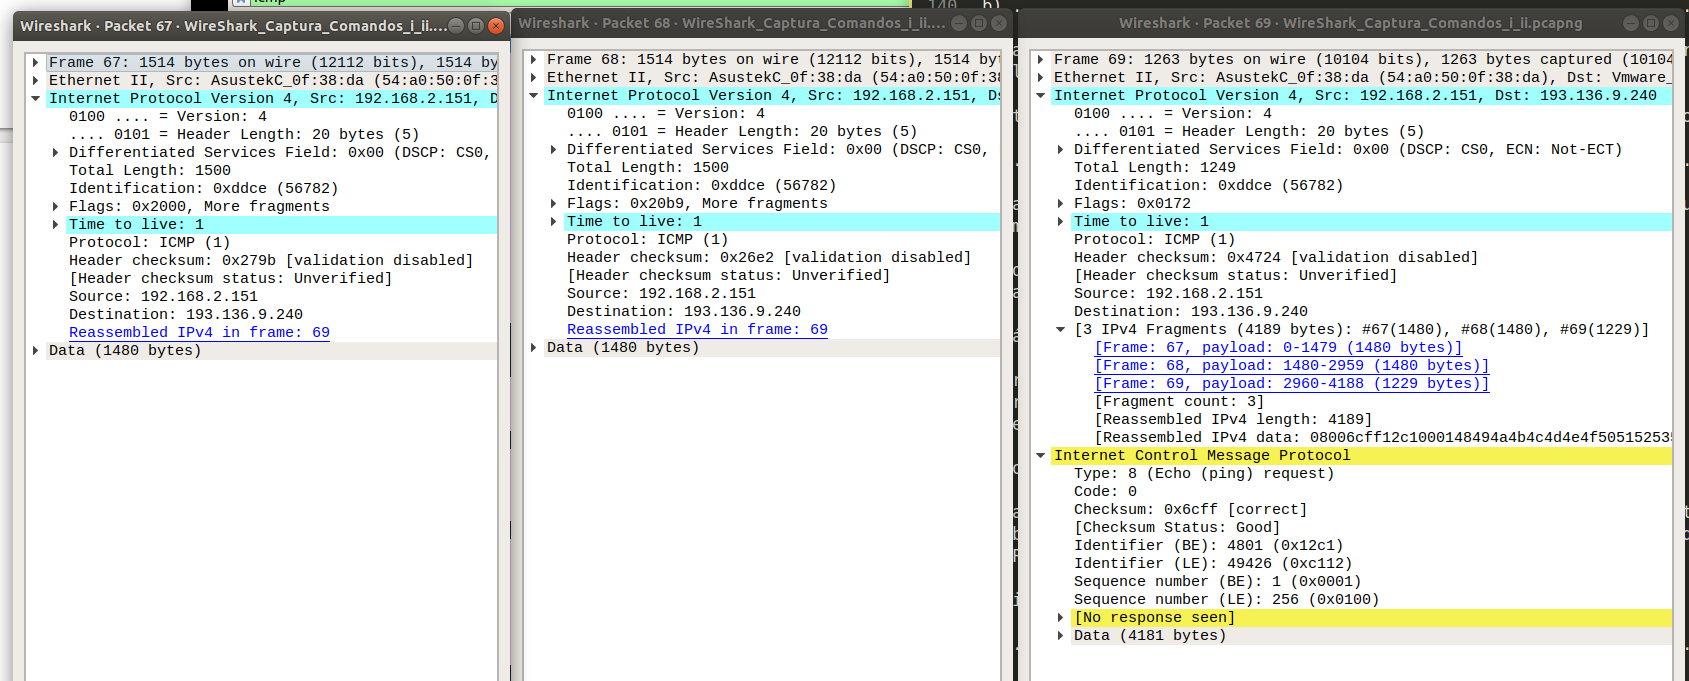 Wireshark · Packet 67 · WireShark_Captura_Comandos_i_ii....
Frame 67: 1514 bytes on wire (12112 bits), 1514 by
Ethernet II, Src: AsustekC_0f:38:da (54:a0:50:0f:3
Internet Protocol Version 4, Src: 192.168.2.151, D
0100 .... = Version: 4
.... 0101 = Header Length: 20 bytes (5)
Differentiated Services Field: 0x00 (DSCP: CS0,
Total Length: 1500
Identification: 0xddce (56782)
Flags: 0x2000, More fragments
Time to live: 1
Protocol: ICMP (1)
Header checksum: 0x279b [validation disabled]
[Header checksum status: Unverified]
Source: 192.168.2.151
Destination: 193.136.9.240
Reassembled IPv4 in frame: 69
Data (1480 bytes)
Wireshark · Packet 68 · WireShark_Captura_Comandos_i_ii....
Frame 68: 1514 bytes on wire (12112 bits), 1514 byt
Ethernet II, Src: AsustekC_0f:38:da (54:a0:50:0f:38
Internet Protocol Version 4, Src: 192.168.2.151, Ds
0100 .... = Version: 4
.... 0101 = Header Length: 20 bytes (5)
Differentiated Services Field: 0x00 (DSCP: CS0,
Total Length: 1500
Identification: 0xddce (56782)
Flags: 0x20b9, More fragments
Time to live: 1
Protocol: ICMP (1)
Header checksum: 0x26e2 [validation disabled]
[Header checksum status: Unverified]
Source: 192.168.2.151
Destination: 193.136.9.240
Reassembled IPv4 in frame: 69
Data (1480 bytes)
140 b)
Wireshark · Packet 69 · WireShark_Captura_Comandos_i_ii.pcapng
Frame 69: 1263 bytes on wire (10104 bits), 1263 bytes captured (10104
Ethernet II, Src: AsustekC_0f:38:da (54:a0:50:0f:38:da), Dst: Vmware_
Internet Protocol Version 4, Src: 192.168.2.151, Dst: 193.136.9.240
0100 .... = Version: 4
.... 0101 = Header Length: 20 bytes (5)
Differentiated Services Field: 0x00 (DSCP: CS0, ECN: Not-ECT)
Total Length: 1249
Identification: 0xddce (56782)
Flags: 0x0172
Time to live: 1
Protocol: ICMP (1)
Header checksum: 0x4724 [validation disabled]
[Header checksum status: Unverified]
Source: 192.168.2.151
Destination: 193.136.9.240
[3 IPv4 Fragments (4189 bytes): #67(1480), #68(1480), #69(1229)]
[Frame: 67, payload: 0-1479 (1480 bytes)]
[Frame: 68, payload: 1480-2959 (1480 bytes)]
[Frame: 69, payload: 2960-4188 (1229 bytes)]
[Fragment count: 3]
[Reassembled IPv4 length: 4189]
[Reassembled IPv4 data: 08006cff12c1000148494a4b4c4d4e4f505152535
Internet Control Message Protocol
Type: 8 (Echo (ping) request)
Code: 0
Checksum: 0x6cff [correct]
[Checksum Status: Good]
Identifier (BE): 4801 (0x12c1)
Identifier (LE): 49426 (0xc112)
Sequence number (BE): 1 (0x0001)
Sequence number (LE): 256 (0x0100)
[No response seen]
Data (4181 bytes)